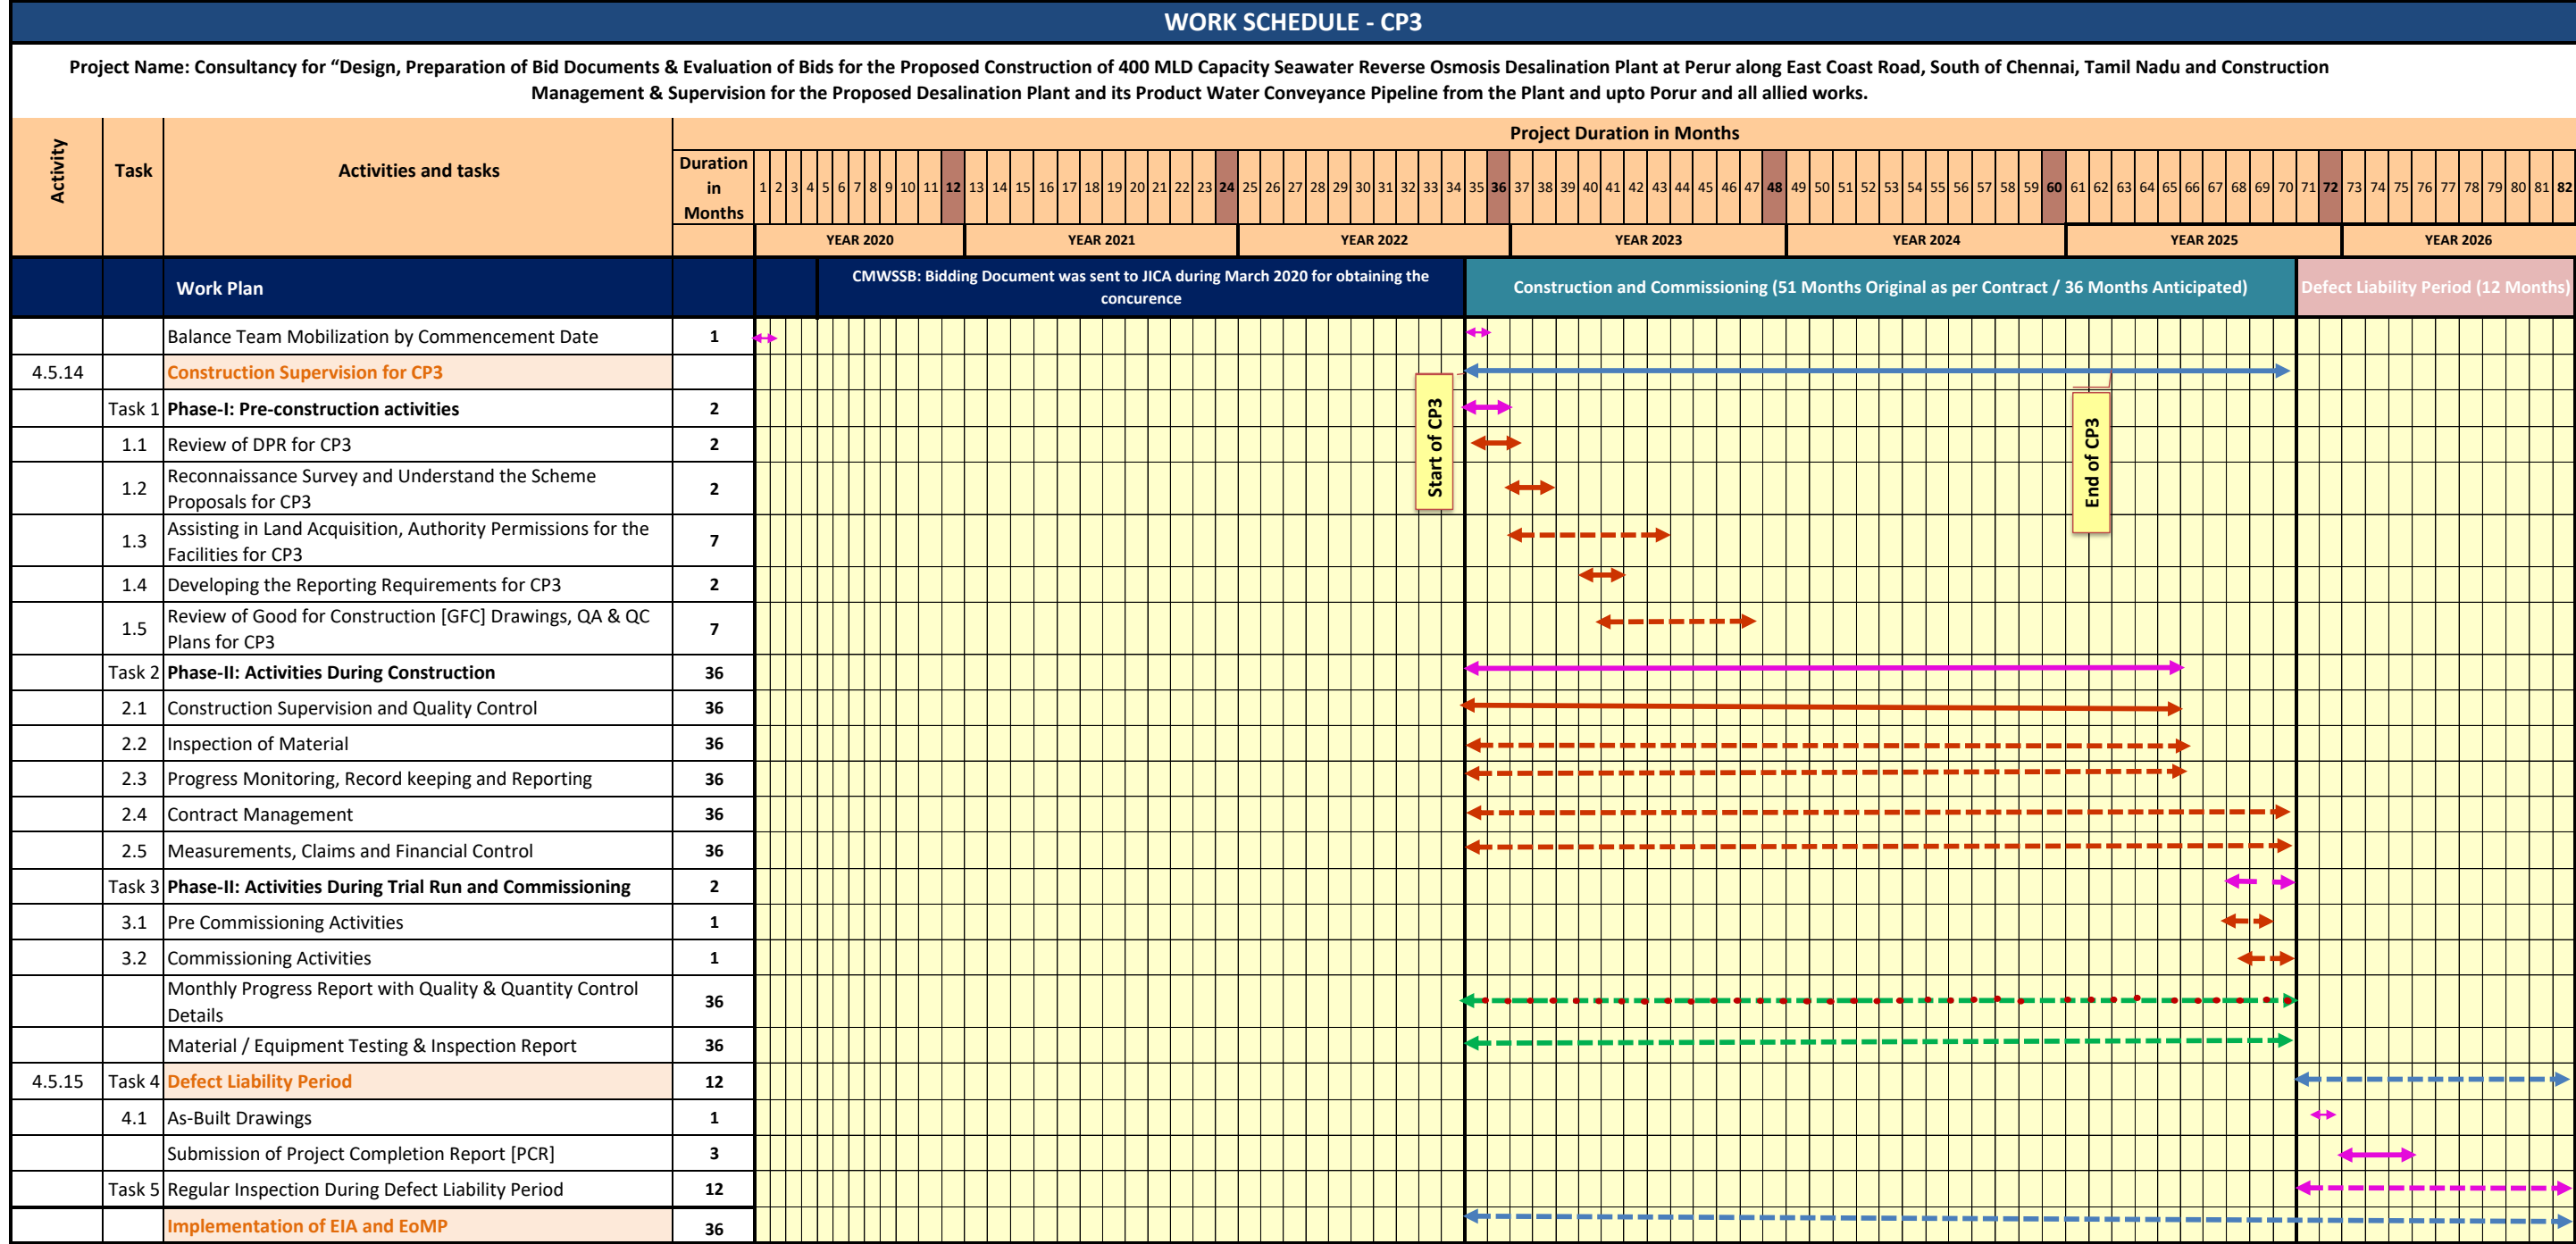 WORK SCHEDULE - CP3
Project Name: Consultancy for “Design, Preparation of Bid Documents & Evaluation of Bids for the Proposed Construction of 400 MLD Capacity Seawater Reverse Osmosis Desalination Plant at Perur along East Coast Road, South of Chennai, Tamil Nadu and Construction
Management & Supervision for the Proposed Desalination Plant and its Product Water Conveyance Pipeline from the Plant and upto Porur and all allied works.
Activity
Task
Activities and tasks
Project Duration in Months
Duration
in
Months
1 2 3 4 5 6 7 8 9 10 11 12 13 14 15 16 17 18 19 20 21 22 23 24 25 26 27 28 29 30 31 32 33 34 35 36 37 38 39 40 41 42 43 44 45 46 47 48 49 50 51 52 53 54 55 56 57 58 59 60 61 62 63 64 65 66 67 68 69 70 71 72 73 74 75 76 77 78 79 80 81 82
YEAR 2020 YEAR 2021 YEAR 2022 YEAR 2023 YEAR 2024 YEAR 2025 YEAR 2026
Work Plan
CMWSSB: Bidding Document was sent to JICA during March 2020 for obtaining the
concurence
Construction and Commissioning (51 Months Original as per Contract / 36 Months Anticipated)
Defect Liability Period (12 Months)
Balance Team Mobilization by Commencement Date 1
4.5.14 Construction Supervision for CP3
Start of CP3
End of CP3
Task 1 Phase-I: Pre-construction activities 2
1.1 Review of DPR for CP3 2
1.2 Reconnaissance Survey and Understand the Scheme
Proposals for CP3 2
1.3 Assisting in Land Acquisition, Authority Permissions for the
Facilities for CP3 7
1.4 Developing the Reporting Requirements for CP3 2
1.5 Review of Good for Construction [GFC] Drawings, QA & QC
Plans for CP3 7
Task 2 Phase-II: Activities During Construction 36
2.1 Construction Supervision and Quality Control 36
2.2 Inspection of Material 36
2.3 Progress Monitoring, Record keeping and Reporting 36
2.4 Contract Management 36
2.5 Measurements, Claims and Financial Control 36
Task 3 Phase-II: Activities During Trial Run and Commissioning 2
3.1 Pre Commissioning Activities 1
3.2 Commissioning Activities 1
Monthly Progress Report with Quality & Quantity Control
Details 36
Material / Equipment Testing & Inspection Report 36
4.5.15 Task 4 Defect Liability Period 12
4.1 As-Built Drawings 1
Submission of Project Completion Report [PCR] 3
Task 5 Regular Inspection During Defect Liability Period 12
Implementation of EIA and EoMP 36